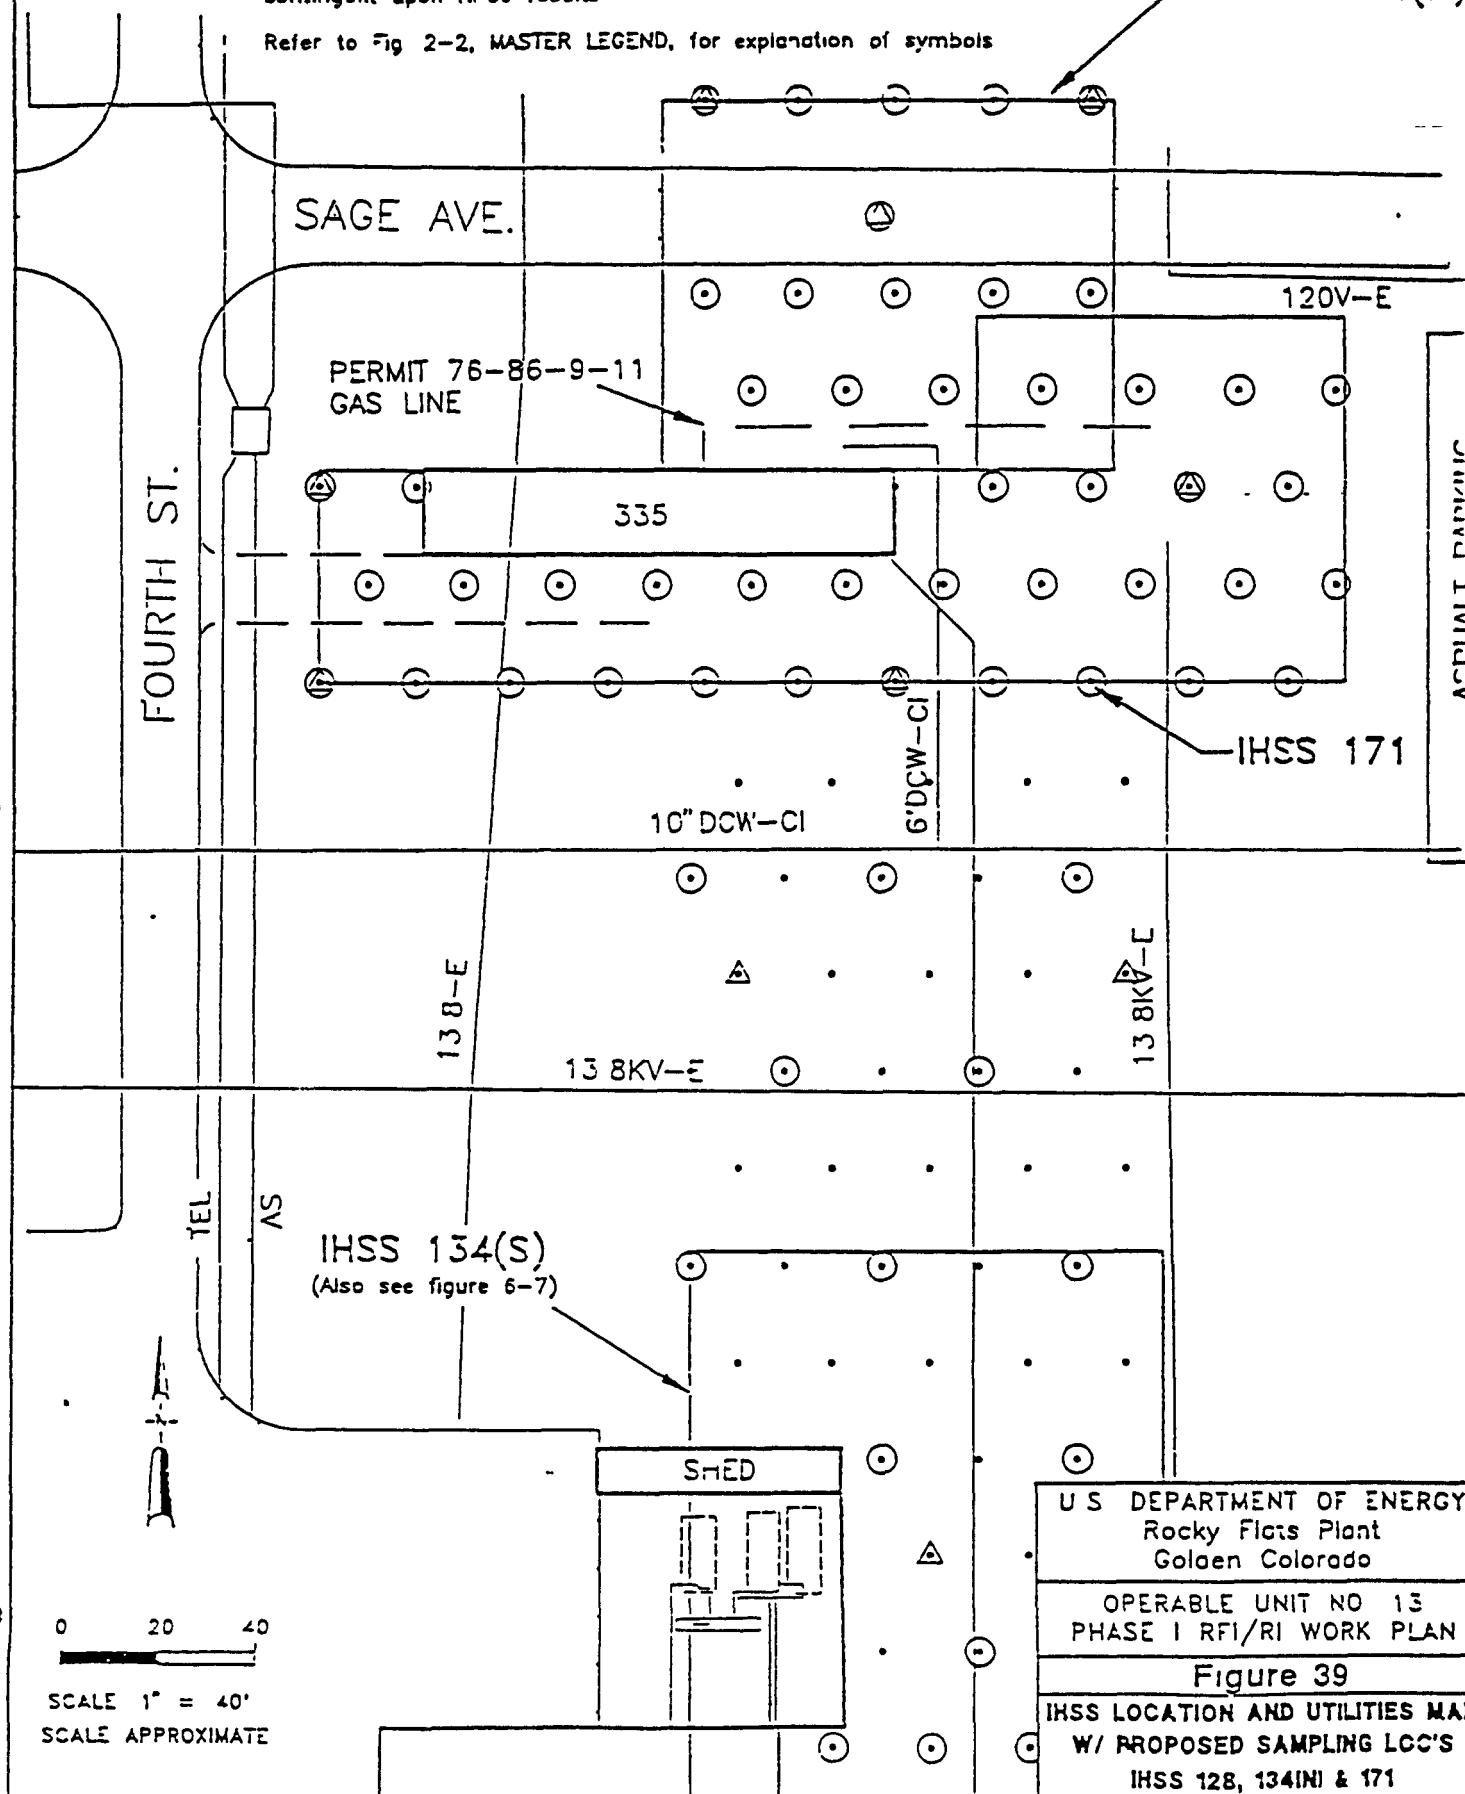 Refer to Fig 2-2, MASTER LEGEND, for explanation of symbols
SAGE AVE.
120V-E
PERMIT 76-86-9-11
GAS LINE
335
FOURTH ST.
ASPHALT PARKING
IHSS 171
6"DCW-CI
10" DCW-CI
13 8-E
13 8KV-E
13 8KV-E
TEL
AS
IHSS 134(S)
(Also see figure 6-7)
SHED
0 20 40
SCALE 1" = 40'
SCALE APPROXIMATE
U S DEPARTMENT OF ENERGY
Rocky Flats Plant
Golden Colorado
OPERABLE UNIT NO 13
PHASE I RFI/RI WORK PLAN
Figure 39
IHSS LOCATION AND UTILITIES MAP
W/ PROPOSED SAMPLING LOC'S
IHSS 128, 134(N) & 171